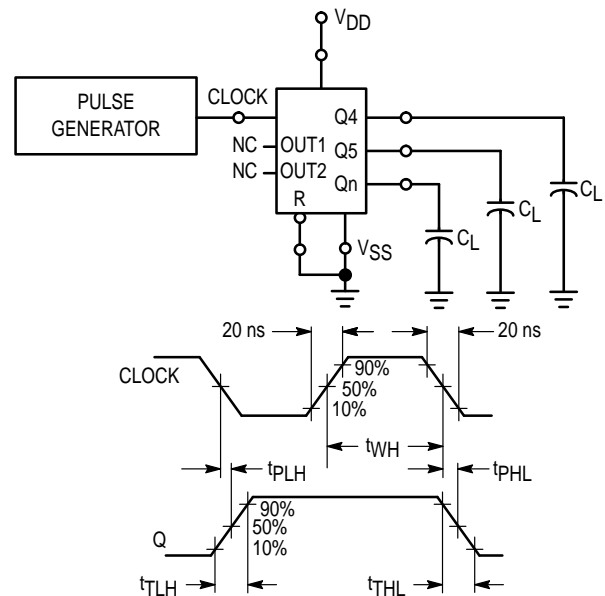 VDD
PULSE
GENERATOR
CLOCK
NC
OUT1
NC
OUT2
R
Q4
Q5
Qn
VSS
CL
CL
CL
20 ns
20 ns
CLOCK
90%
50%
10%
tWH
tPLH
tPHL
Q
90%
50%
10%
tTLH
tTHL